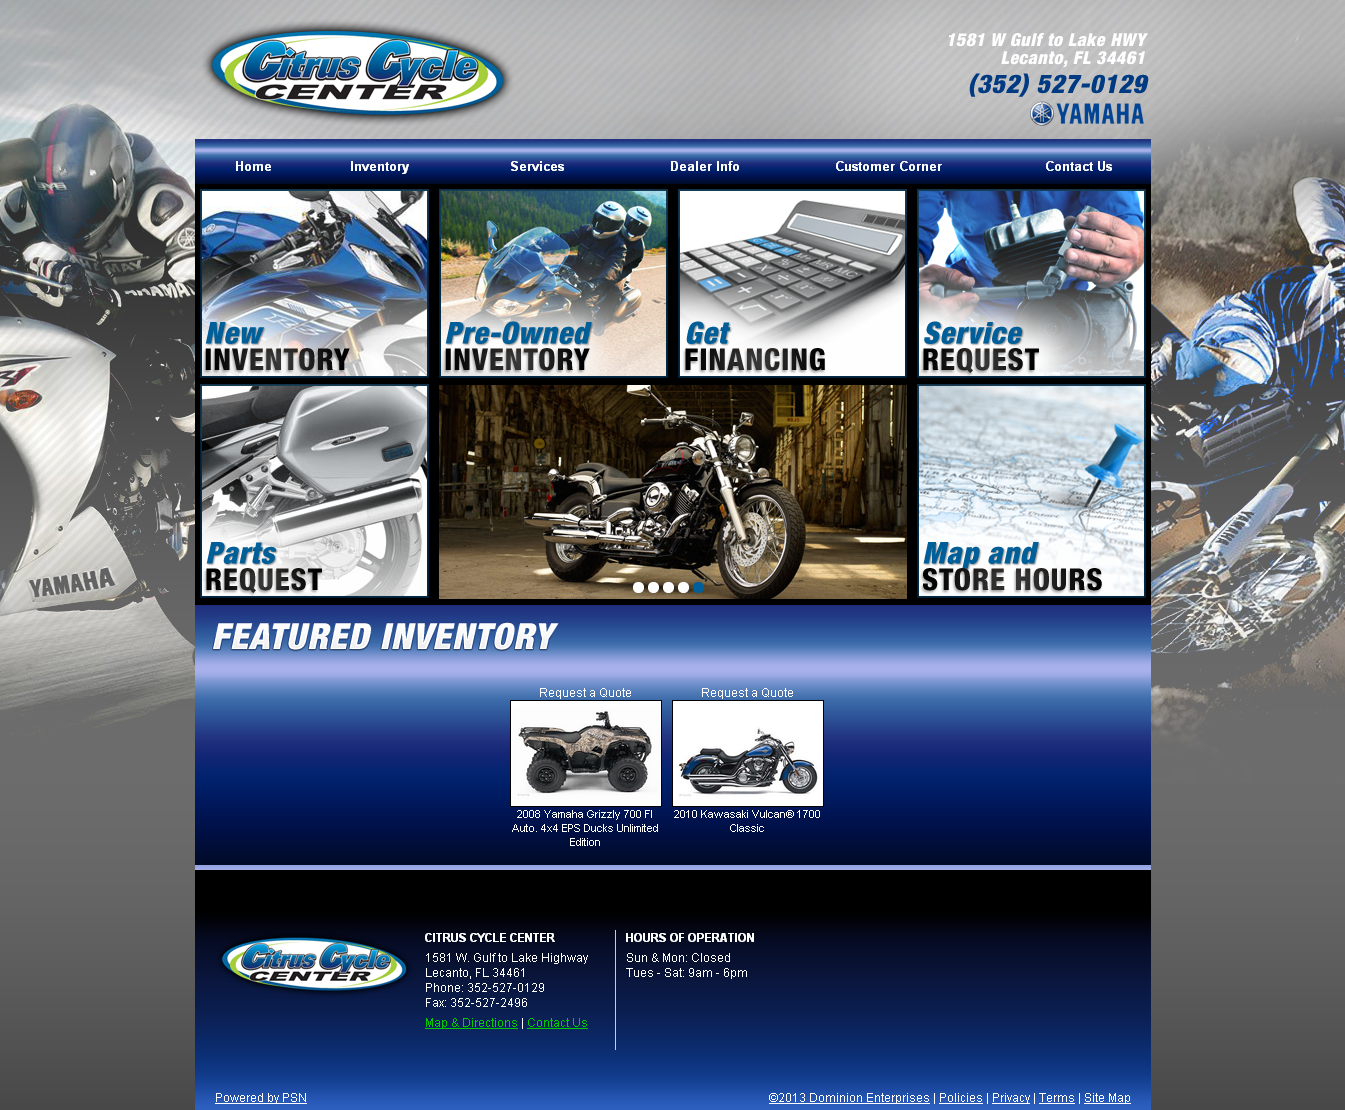 Citrus Cycle
CENTER
1581 W Gulf to Lake HWY
Lecanto, FL 34461
(352) 527-0129
YAMAHA
Home
Inventory
Services
Dealer Info
Customer Corner
Contact Us
New
INVENTORY
Pre-Owned
INVENTORY
Get
FINANCING
Service
REQUEST
Parts
REQUEST
Map and
STORE HOURS
YAMAHA
FEATURED INVENTORY
Request a Quote
2008 Yamaha Grizzly 700 FI
Auto. 4x4 EPS Ducks Unlimited
Edition
Request a Quote
2010 Kawasaki Vulcan® 1700
Classic
Citrus Cycle
CENTER
CITRUS CYCLE CENTER
1581 W. Gulf to Lake Highway
Lecanto, FL 34461
Phone: 352-527-0129
Fax: 352-527-2496
Map & Directions | Contact Us
HOURS OF OPERATION
Sun & Mon: Closed
Tues - Sat: 9am - 6pm
Powered by PSN
©2013 Dominion Enterprises | Policies | Privacy | Terms | Site Map